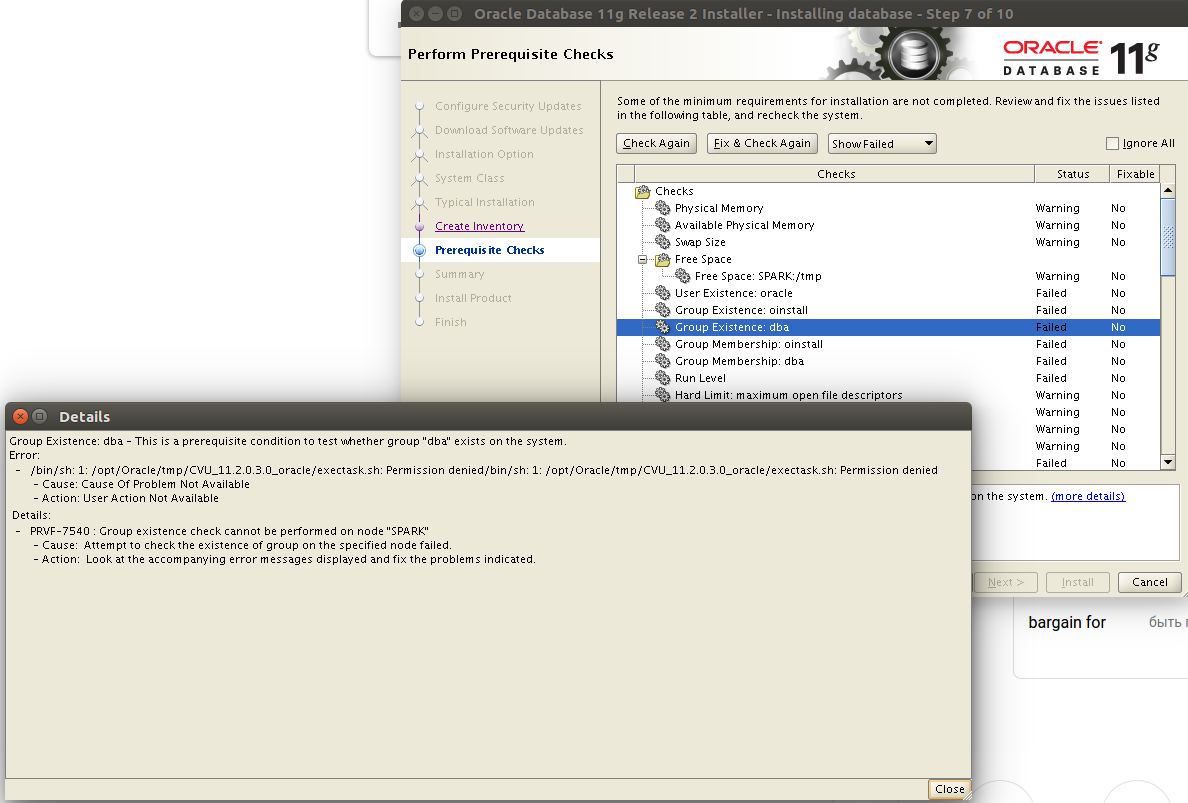 Oracle Database 11g Release 2 Installer - Installing database - Step 7 of 10
Perform Prerequisite Checks
ORACLE
DATABASE 11g
Configure Security Updates
Download Software Updates
Installation Option
System Class
Typical Installation
Create Inventory
Prerequisite Checks
Summary
Install Product
Finish
Some of the minimum requirements for installation are not completed. Review and fix the issues listed
in the following table, and recheck the system.
Check Again Fix & Check Again Show Failed Ignore All
Checks Status Fixable
Checks
Physical Memory Warning No
Available Physical Memory Warning No
Swap Size Warning No
Free Space
Free Space: SPARK:/tmp Warning No
User Existence: oracle Failed No
Group Existence: oinstall Failed No
Group Existence: dba Failed No
Group Membership: oinstall Failed No
Group Membership: dba Failed No
Run Level Failed No
Hard Limit: maximum open file descriptors Warning No
Warning No
Warning No
Warning No
Failed No
on the system. (more details)
Next > Install Cancel
Details
Group Existence: dba - This is a prerequisite condition to test whether group "dba" exists on the system.
Error:
- /bin/sh: 1: /opt/Oracle/tmp/CVU_11.2.0.3.0_oracle/exectask.sh: Permission denied/bin/sh: 1: /opt/Oracle/tmp/CVU_11.2.0.3.0_oracle/exectask.sh: Permission denied
- Cause: Cause Of Problem Not Available
- Action: User Action Not Available
Details:
- PRVF-7540 : Group existence check cannot be performed on node "SPARK"
- Cause: Attempt to check the existence of group on the specified node failed.
- Action: Look at the accompanying error messages displayed and fix the problems indicated.
Close
bargain for быть